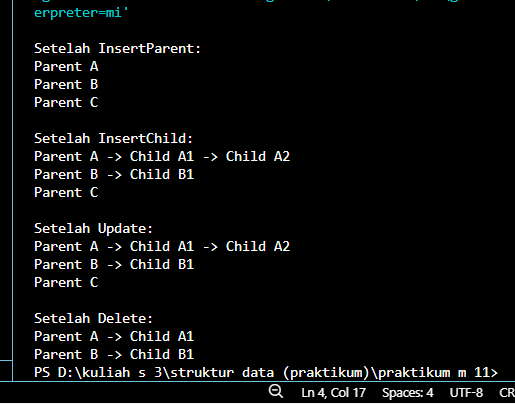 erpreter=mi'
Setelah InsertParent:
Parent A
Parent B
Parent C
Setelah InsertChild:
Parent A -> Child A1 -> Child A2
Parent B -> Child B1
Parent C
Setelah Update:
Parent A -> Child A1 -> Child A2
Parent B -> Child B1
Parent C
Setelah Delete:
Parent A -> Child A1
Parent B -> Child B1
PS D:\kuliah s 3\struktur data (praktikum)\praktikum m 11>
Ln 4, Col 17 Spaces: 4 UTF-8 CR